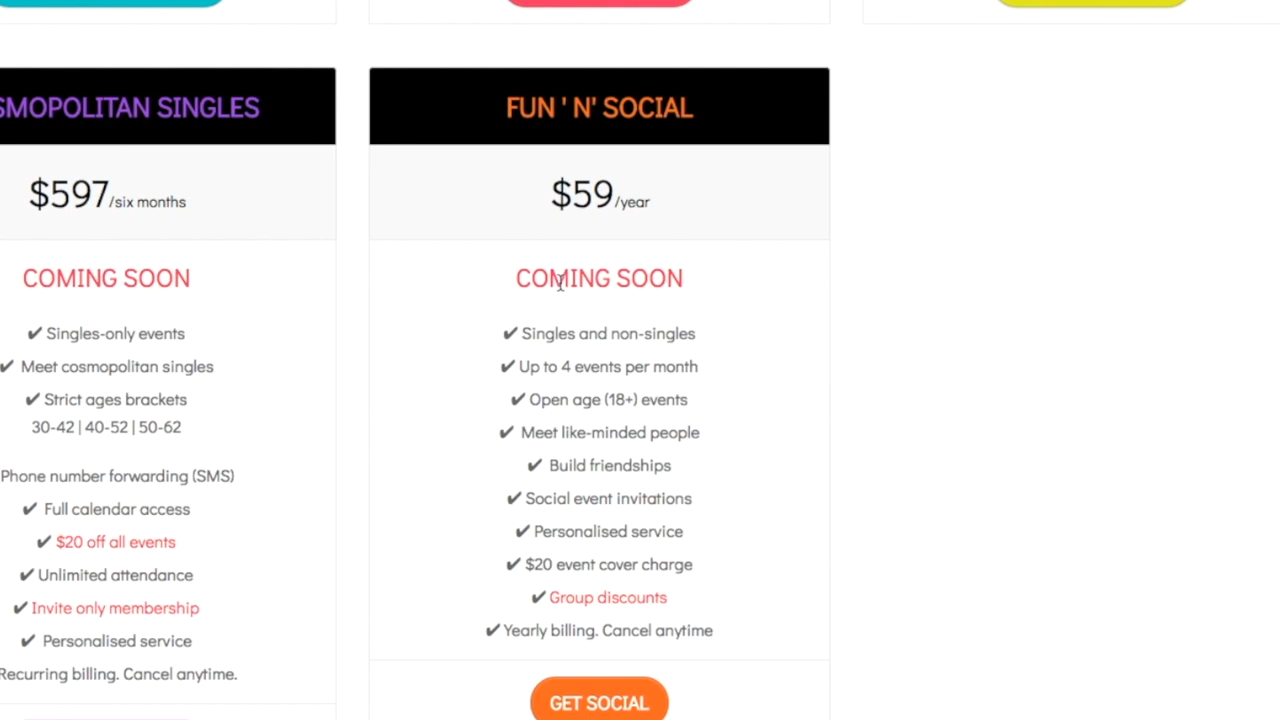 SMOPOLITAN SINGLES
$597/six months
COMING SOON
✔ Singles-only events
✔ Meet cosmopolitan singles
✔ Strict ages brackets
30-42 | 40-52 | 50-62
Phone number forwarding (SMS)
✔ Full calendar access
✔ $20 off all events
✔ Unlimited attendance
✔ Invite only membership
✔ Personalised service
Recurring billing. Cancel anytime.
FUN ' N' SOCIAL
$59/year
COMING SOON
✔ Singles and non-singles
✔ Up to 4 events per month
✔ Open age (18+) events
✔ Meet like-minded people
✔ Build friendships
✔ Social event invitations
✔ Personalised service
✔ $20 event cover charge
✔ Group discounts
✔ Yearly billing. Cancel anytime
GET SOCIAL